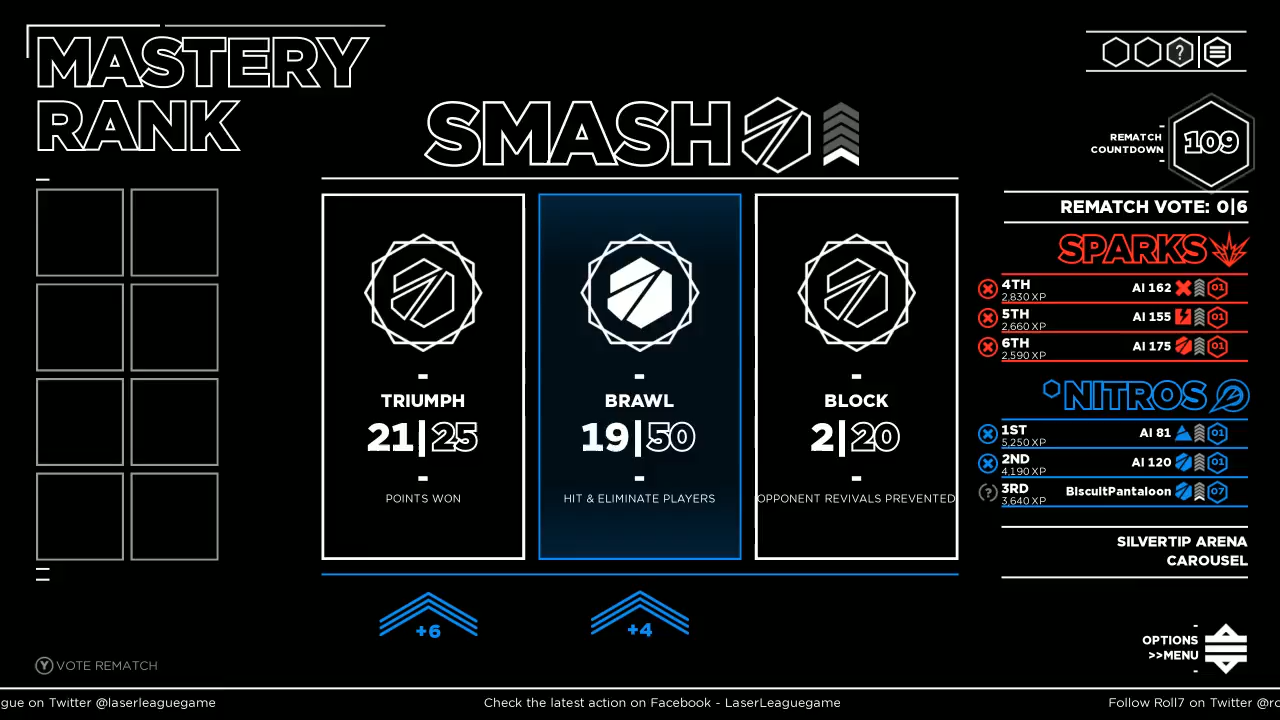 MASTERY
RANK
SMASH
?
REMATCH
COUNTDOWN
109
REMATCH VOTE: 0|6
SPARKS
4TH
2,830 XP
AI 162
01
5TH
2,660 XP
AI 155
01
6TH
2,590 XP
AI 175
01
NITROS
1ST
5,250 XP
AI 81
01
2ND
4,190 XP
AI 120
01
(?)
3RD
3,640 XP
BiscuitPantaloon
07
SILVERTIP ARENA
CAROUSEL
TRIUMPH
21|25
POINTS WON
+6
BRAWL
19|50
HIT & ELIMINATE PLAYERS
+4
BLOCK
2|20
OPPONENT REVIVALS PREVENTED
OPTIONS
>>MENU
Y VOTE REMATCH
gue on Twitter @laserleaguegame
Check the latest action on Facebook - LaserLeaguegame
Follow Roll7 on Twitter @ro